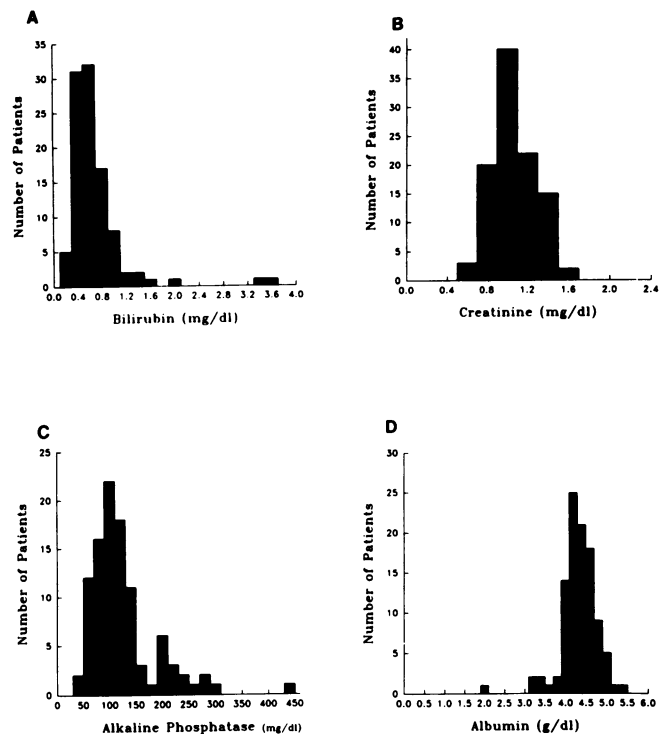 A
Number of Patients
35
30
25
20
15
10
5
0
0.0 0.4 0.8 1.2 1.6 2.0 2.4 2.8 3.2 3.6 4.0
Bilirubin (mg/dl)
B
Number of Patients
40
35
30
25
20
15
10
5
0
0.0 0.4 0.8 1.2 1.6 2.0 2.4
Creatinine (mg/dl)
C
Number of Patients
25
20
15
10
5
0
0 50 100 150 200 250 300 350 400 450
Alkaline Phosphatase (mg/dl)
D
Number of Patients
30
25
20
15
10
5
0
0.0 0.5 1.0 1.5 2.0 2.5 3.0 3.5 4.0 4.5 5.0 5.5 6.0
Albumin (g/dl)